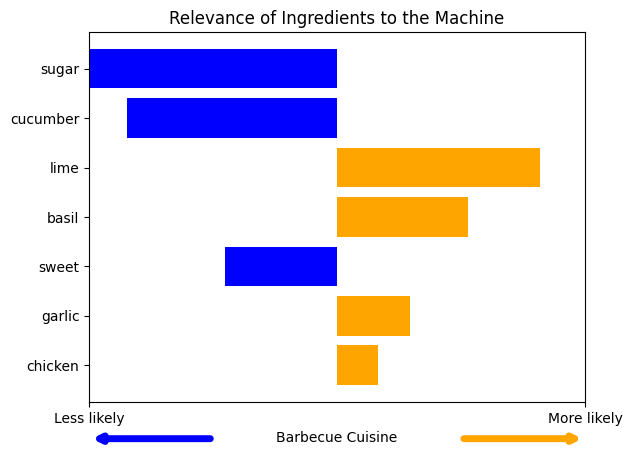 Relevance of Ingredients to the Machine
sugar
cucumber
lime
basil
sweet
garlic
chicken
Less likely More likely
Barbecue Cuisine